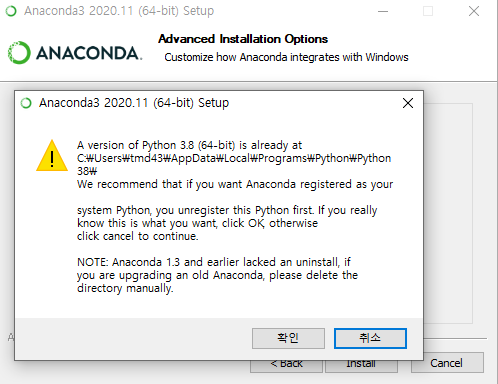 Anaconda3 2020.11 (64-bit) Setup
Advanced Installation Options
Customize how Anaconda integrates with Windows
ANACONDA.
Anaconda3 2020.11 (64-bit) Setup
A version of Python 3.8 (64-bit) is already at
C:₩Users₩tmd43₩AppData₩Local₩Programs₩Python₩Python
38₩
We recommend that if you want Anaconda registered as your
system Python, you unregister this Python first. If you really
know this is what you want, click OK, otherwise
click cancel to continue.
NOTE: Anaconda 1.3 and earlier lacked an uninstall, if
you are upgrading an old Anaconda, please delete the
directory manually.
확인
취소
< Back
Install
Cancel